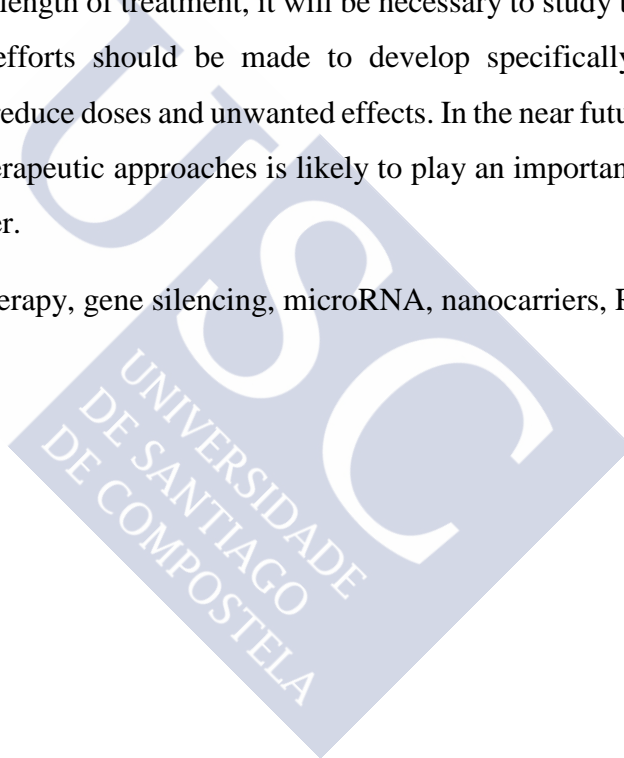 length of treatment, it will be necessary to study
efforts should be made to develop specifically
reduce doses and unwanted effects. In the near
erapeutic approaches is likely to play an
er.
erapy, gene silencing, microRNA, nanocarriers,
USC
UNIVERSIDADE
DE SANTIAGO
DE COMPOSTELA